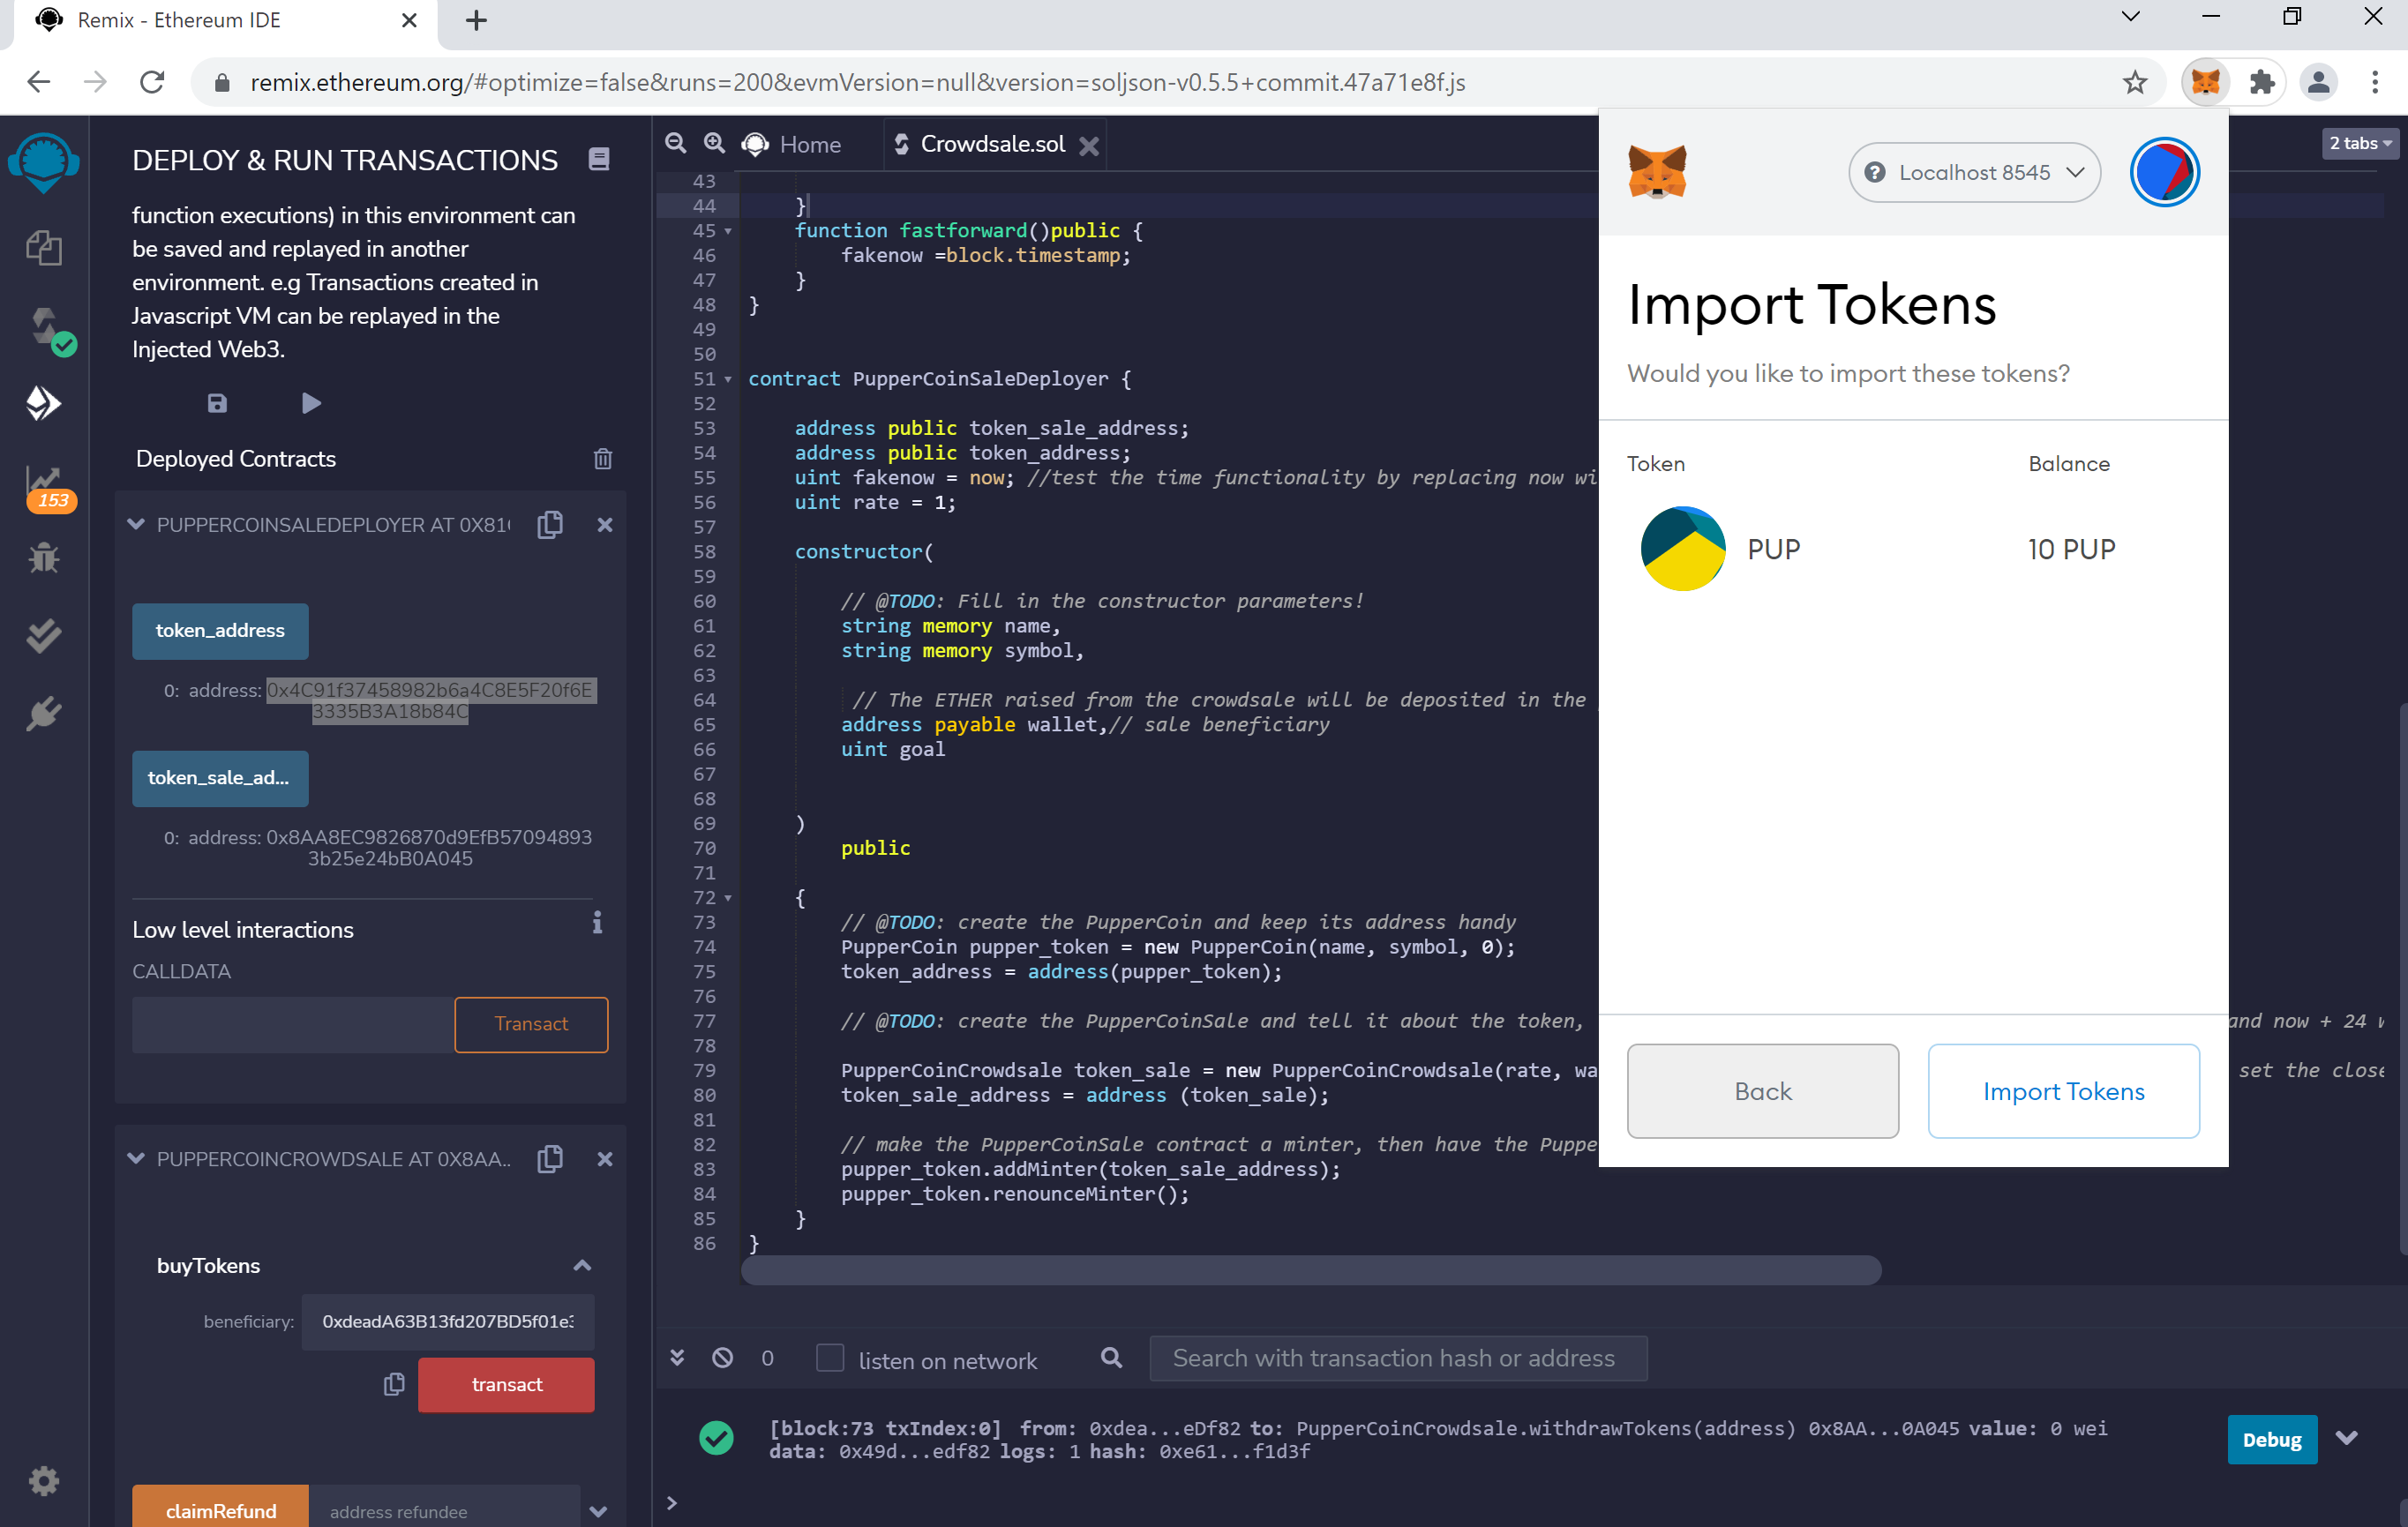 Remix - Ethereum IDE
remix.ethereum.org/#optimize=false&runs=200&evmVersion=null&version=soljson-v0.5.5+commit.47a71e8f.js
DEPLOY & RUN TRANSACTIONS
function executions) in this environment can
be saved and replayed in another
environment. e.g Transactions created in
Javascript VM can be replayed in the
Injected Web3.
153
Deployed Contracts
PUPPERCOINSALEDEPLOYER AT 0X81
token_address
0: address: 0x4C91f37458982b6a4C8E5F20f6E
3335B3A18b84C
token_sale_ad...
0: address: 0x8AA8EC9826870d9EfB57094893
3b25e24bB0A045
Low level interactions
CALLDATA
Transact
PUPPERCOINCROWDSALE AT 0X8AA..
buyTokens
beneficiary: 0xdeadA63B13fd207BD5f01e
transact
claimRefund address refundee
Home
Crowdsale.sol
2 tabs
43
44 }
45 function fastforward()public {
46 fakenow =block.timestamp;
47 }
48 }
49
50
51 contract PupperCoinSaleDeployer {
52
53 address public token_sale_address;
54 address public token_address;
55 uint fakenow = now; //test the time functionality by replacing now wi
56 uint rate = 1;
57
58 constructor(
59
60 // @TODO: Fill in the constructor parameters!
61 string memory name,
62 string memory symbol,
63
64 // The ETHER raised from the crowdsale will be deposited in the
65 address payable wallet,// sale beneficiary
66 uint goal
67
68
69 )
70 public
71
72 {
73 // @TODO: create the PupperCoin and keep its address handy
74 PupperCoin pupper_token = new PupperCoin(name, symbol, 0);
75 token_address = address(pupper_token);
76
77 // @TODO: create the PupperCoinSale and tell it about the token, and now + 24 w
78
79 PupperCoinCrowdsale token_sale = new PupperCoinCrowdsale(rate, wa set the close
80 token_sale_address = address (token_sale);
81
82 // make the PupperCoinSale contract a minter, then have the Puppe
83 pupper_token.addMinter(token_sale_address);
84 pupper_token.renounceMinter();
85 }
86 }
0 listen on network Search with transaction hash or address
[block:73 txIndex:0] from: 0xdea...eDf82 to: PupperCoinCrowdsale.withdrawTokens(address) 0x8AA...0A045 value: 0 wei
data: 0x49d...edf82 logs: 1 hash: 0xe61...f1d3f
Debug
>
Localhost 8545
Import Tokens
Would you like to import these tokens?
Token Balance
PUP 10 PUP
Back Import Tokens